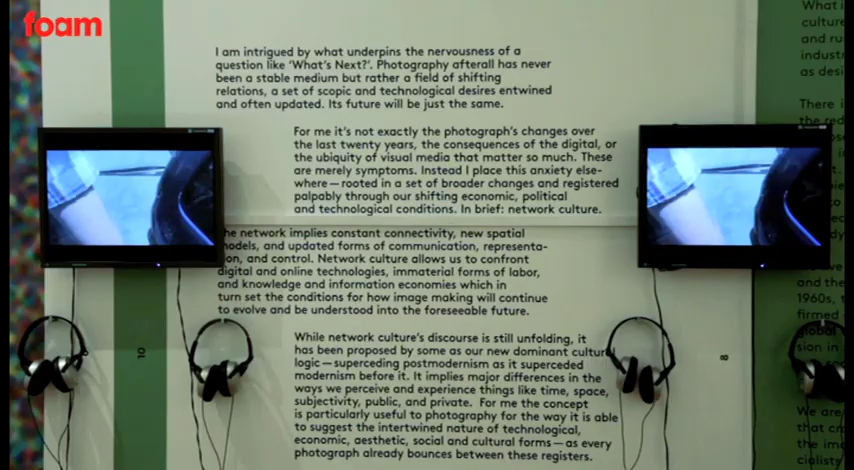 foam
I am intrigued by what underpins the nervousness of a
question like 'What's Next?'. Photography afterall has never
been a stable medium but rather a field of shifting
relations, a set of scopic and technological desires entwined
and often updated. Its future will be just the same.
For me it's not exactly the photograph's changes over
the last twenty years, the consequences of the digital, or
the ubiquity of visual media that matter so much. These
are merely symptoms. Instead I place this anxiety else-
where – rooted in a set of broader changes and registered
palpably through our shifting economic, political
and technological conditions. In brief: network culture.
The network implies constant connectivity, new spatial
models, and updated forms of communication, representa-
tion, and control. Network culture allows us to confront
digital and online technologies, immaterial forms of labor,
and knowledge and information economies which in
turn set the conditions for how image making will continue
to evolve and be understood into the foreseeable future.
While network culture's discourse is still unfolding, it
has been proposed by some as our new dominant cultural
logic – superceding postmodernism as it superceded
modernism before it. It implies major differences in the
ways we perceive and experience things like time, space,
subjectivity, public, and private. For me the concept
is particularly useful to photography for the way it is able
to suggest the intertwined nature of technological,
economic, aesthetic, social and cultural forms – as every
photograph already bounces between these registers.
10
8
What i
culture
and ru
industr
as desi
There i
the red
and the
1960s, t
firmed
global
son in
We are
that cr
the ima
cialists